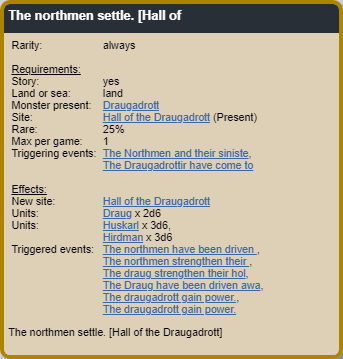 The northmen settle. [Hall of
Rarity: always
Requirements:
Story: yes
Land or sea: land
Monster present: Draugadrott
Site: Hall of the Draugadrott (Present)
Rare: 25%
Max per game: 1
Triggering events: The Northmen and their siniste,
The Draugadrottir have come to
Effects:
New site: Hall of the Draugadrott
Units: Draug x 2d6
Units: Huskarl x 3d6,
Hirdman x 3d6
Triggered events: The northmen have been driven ,
The northmen strengthen their ,
The draug strengthen their hol,
The Draug have been driven awa,
The draugadrott gain power.,
The draugadrott gain power.
The northmen settle. [Hall of the Draugadrott]